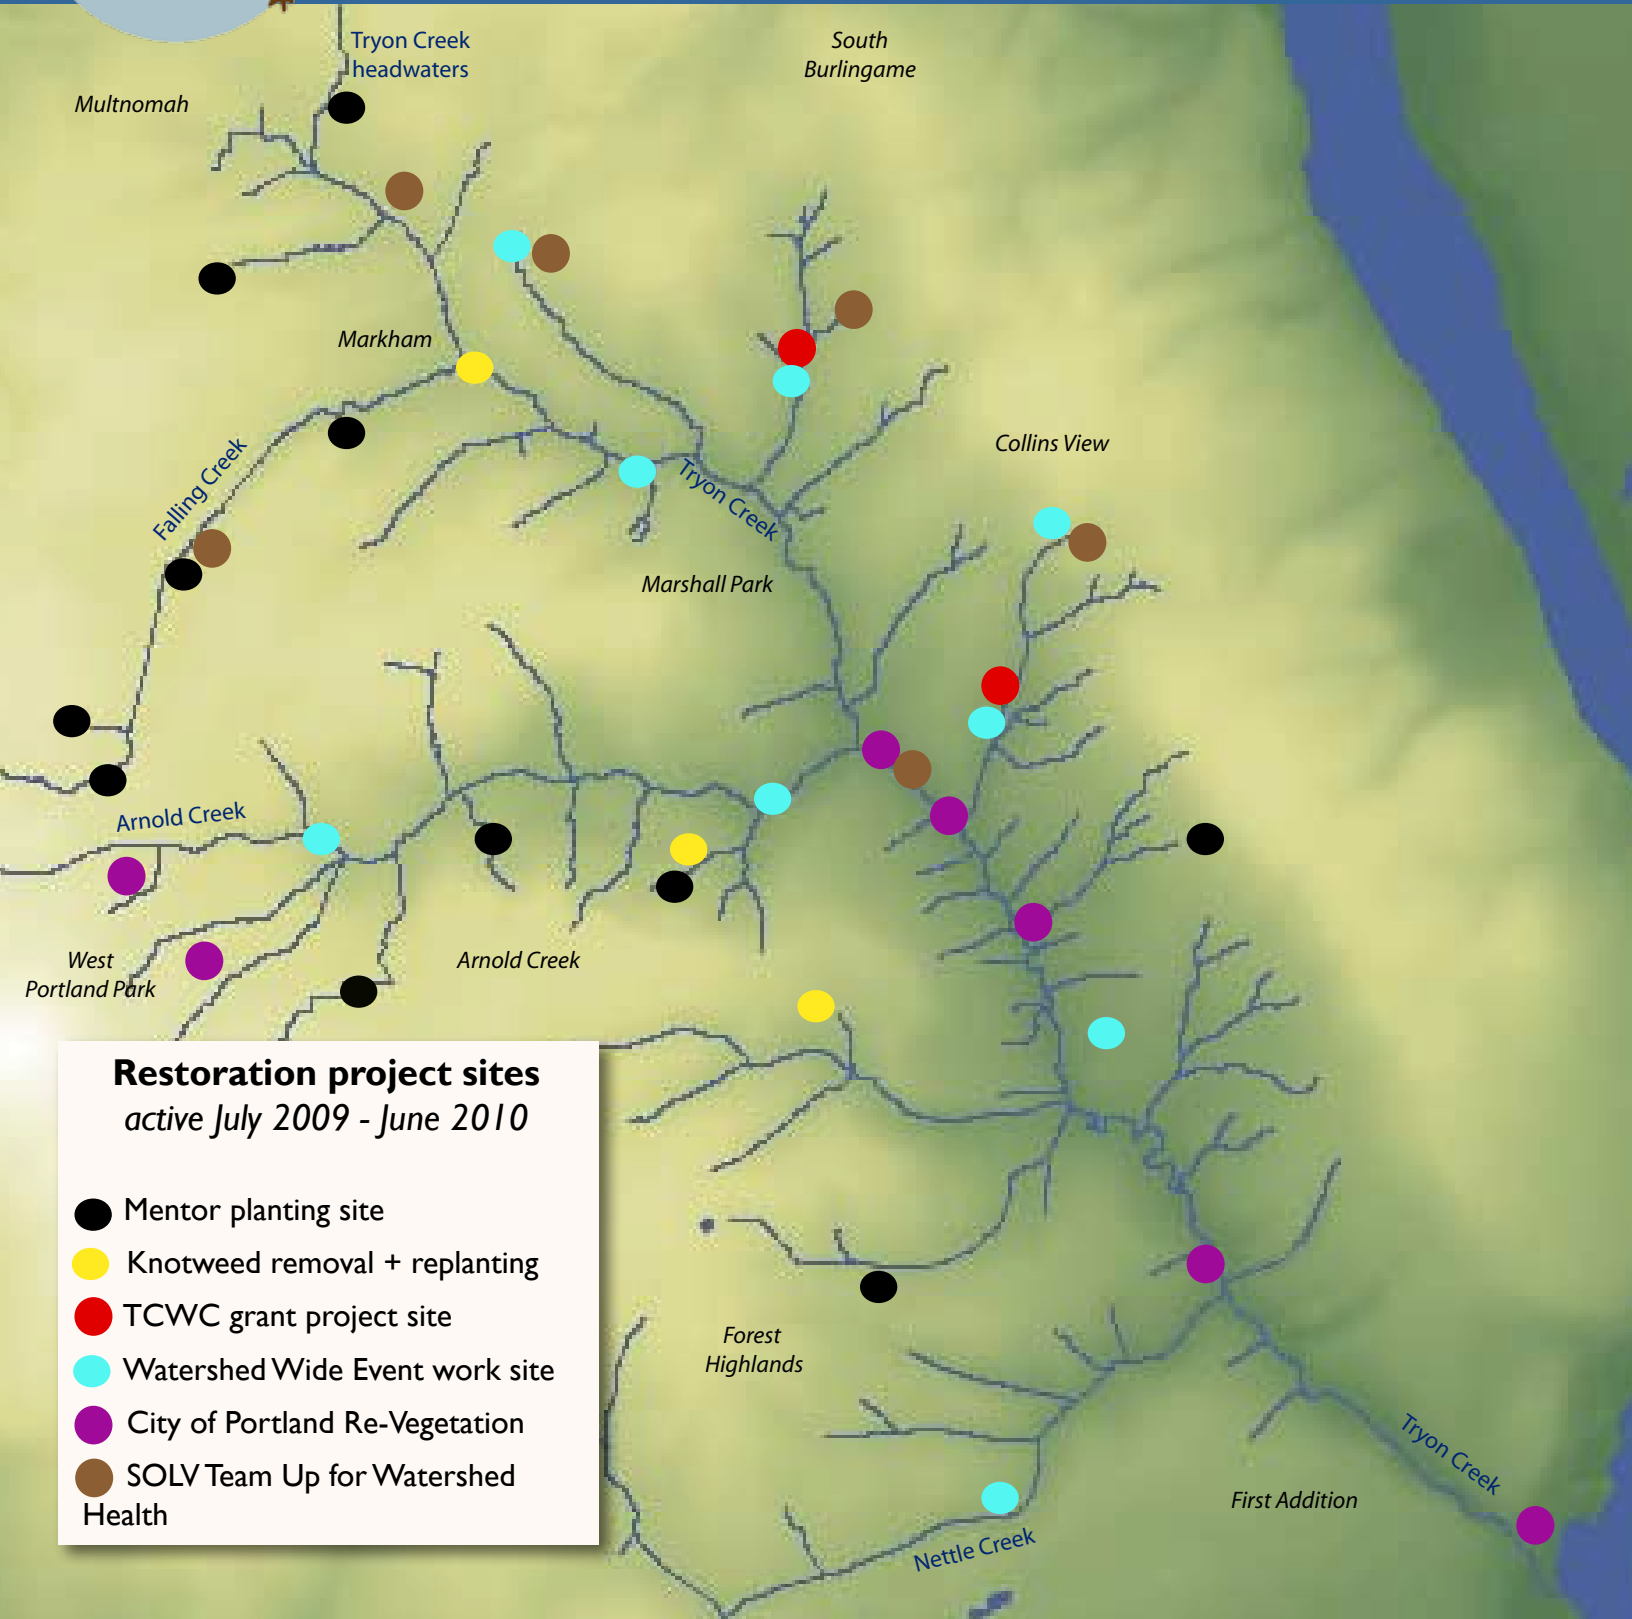 Tryon Creek
headwaters
South
Burlingame
Multnomah
Markham
Collins View
Falling Creek
Tryon Creek
Marshall Park
Arnold Creek
West
Portland Park
Arnold Creek
Restoration project sites
active July 2009 - June 2010
Mentor planting site
Knotweed removal + replanting
TCWC grant project site
Watershed Wide Event work site
City of Portland Re-Vegetation
SOLV Team Up for Watershed
Health
Forest
Highlands
Tryon Creek
First Addition
Nettle Creek